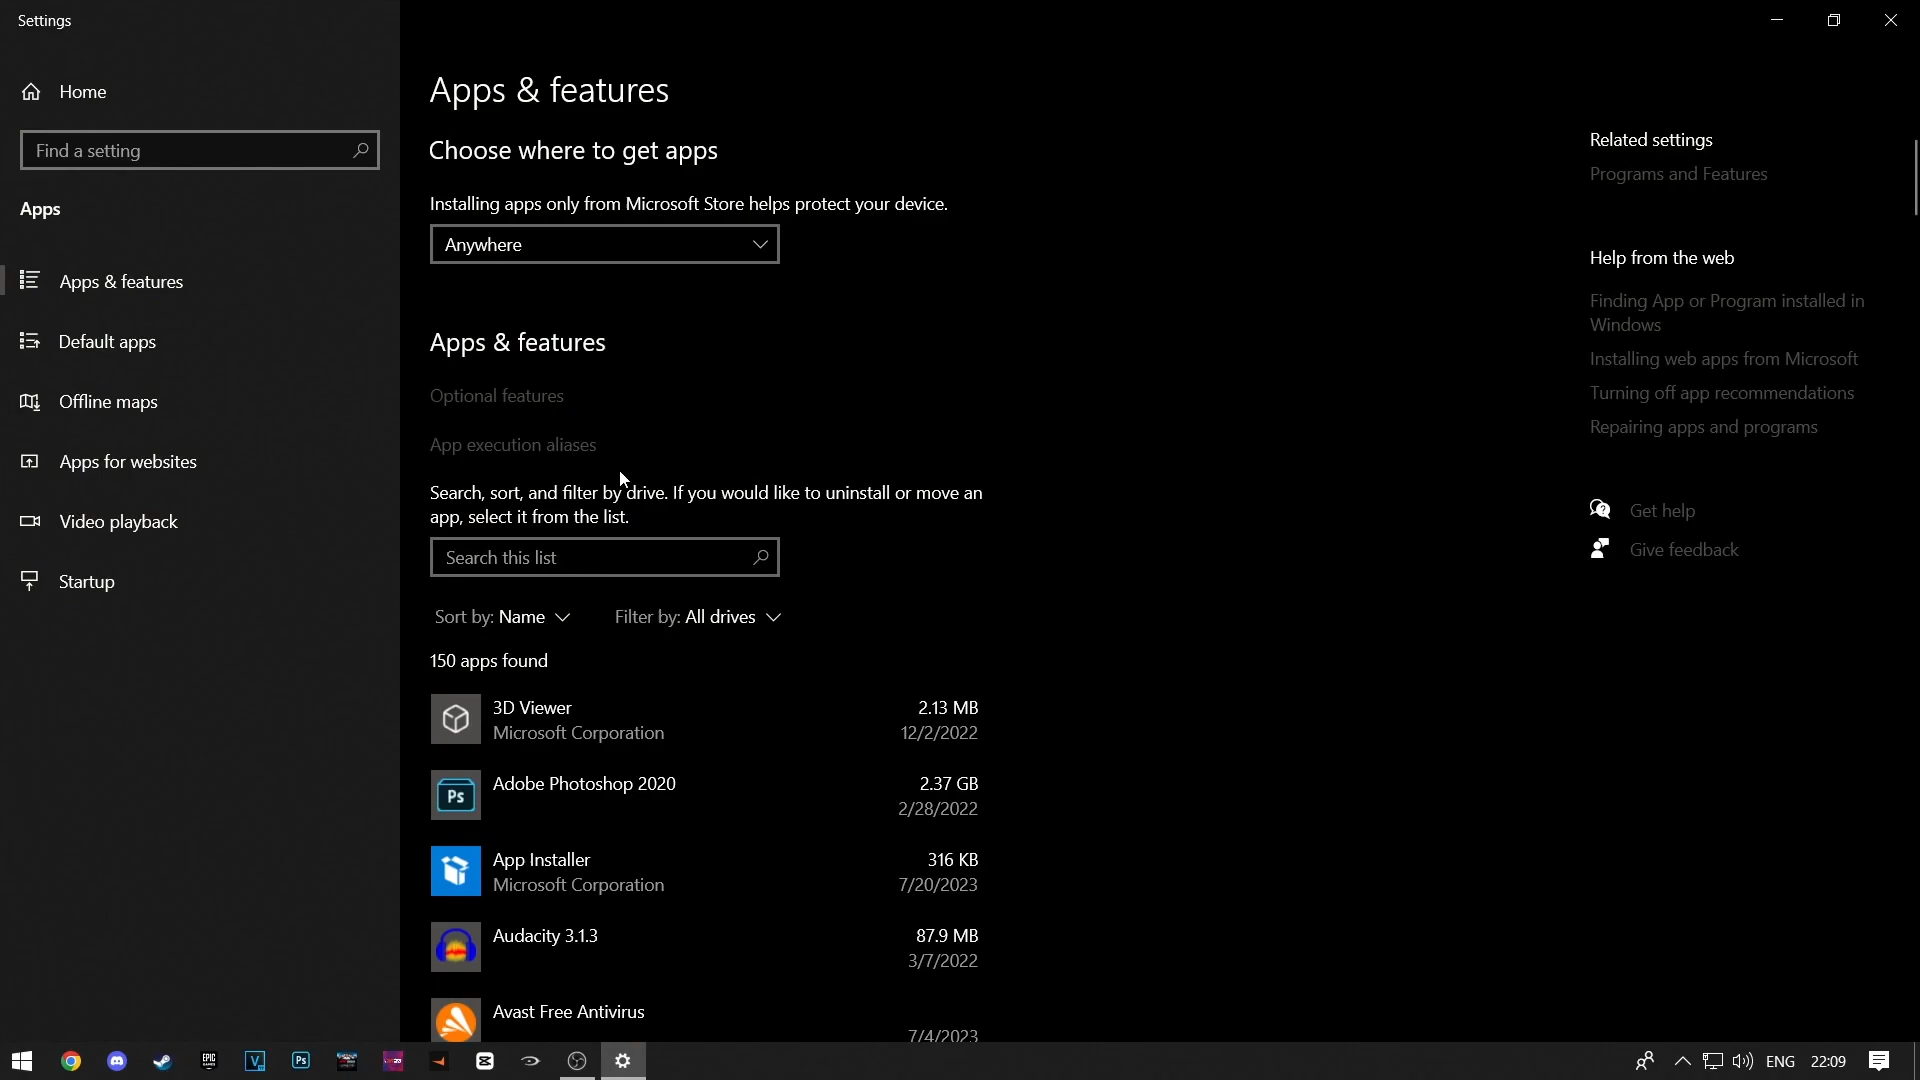 Settings
Home
Find a setting
Apps
Apps & features
Default apps
Offline maps
Apps for websites
Video playback
Startup
Apps & features
Choose where to get apps
Installing apps only from Microsoft Store helps protect your device.
Anywhere
Apps & features
Optional features
App execution aliases
Search, sort, and filter by drive. If you would like to uninstall or move an
app, select it from the list.
Search this list
Sort by: Name
Filter by: All drives
150 apps found
3D Viewer
2.13 MB
Microsoft Corporation
12/2/2022
Ps
Adobe Photoshop 2020
2.37 GB
2/28/2022
App Installer
316 KB
Microsoft Corporation
7/20/2023
Audacity 3.1.3
87.9 MB
3/7/2022
Avast Free Antivirus
7/4/2023
Related settings
Programs and Features
Help from the web
Finding App or Program installed in
Windows
Installing web apps from Microsoft
Turning off app recommendations
Repairing apps and programs
Get help
Give feedback
EPIC
GAMES
V
Ps
ENG
22:09